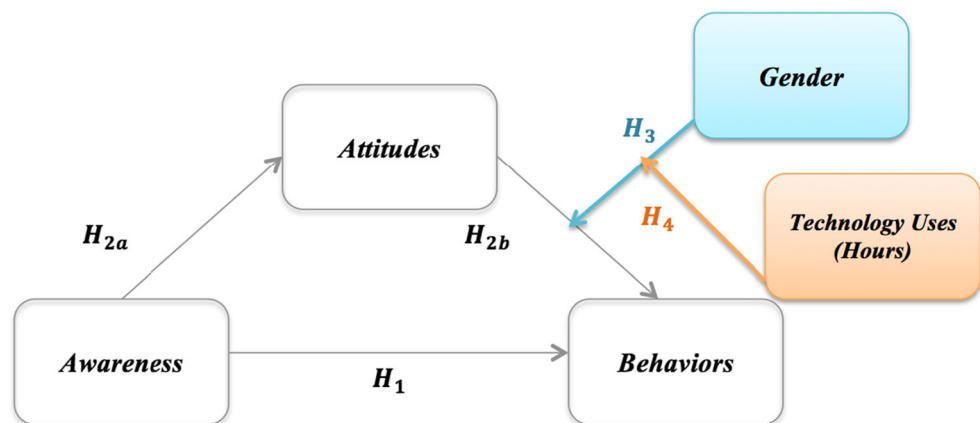 Gender
H3
Attitudes
Technology Uses
(Hours)
H4
H2a
H2b
Awareness
Behaviors
H1